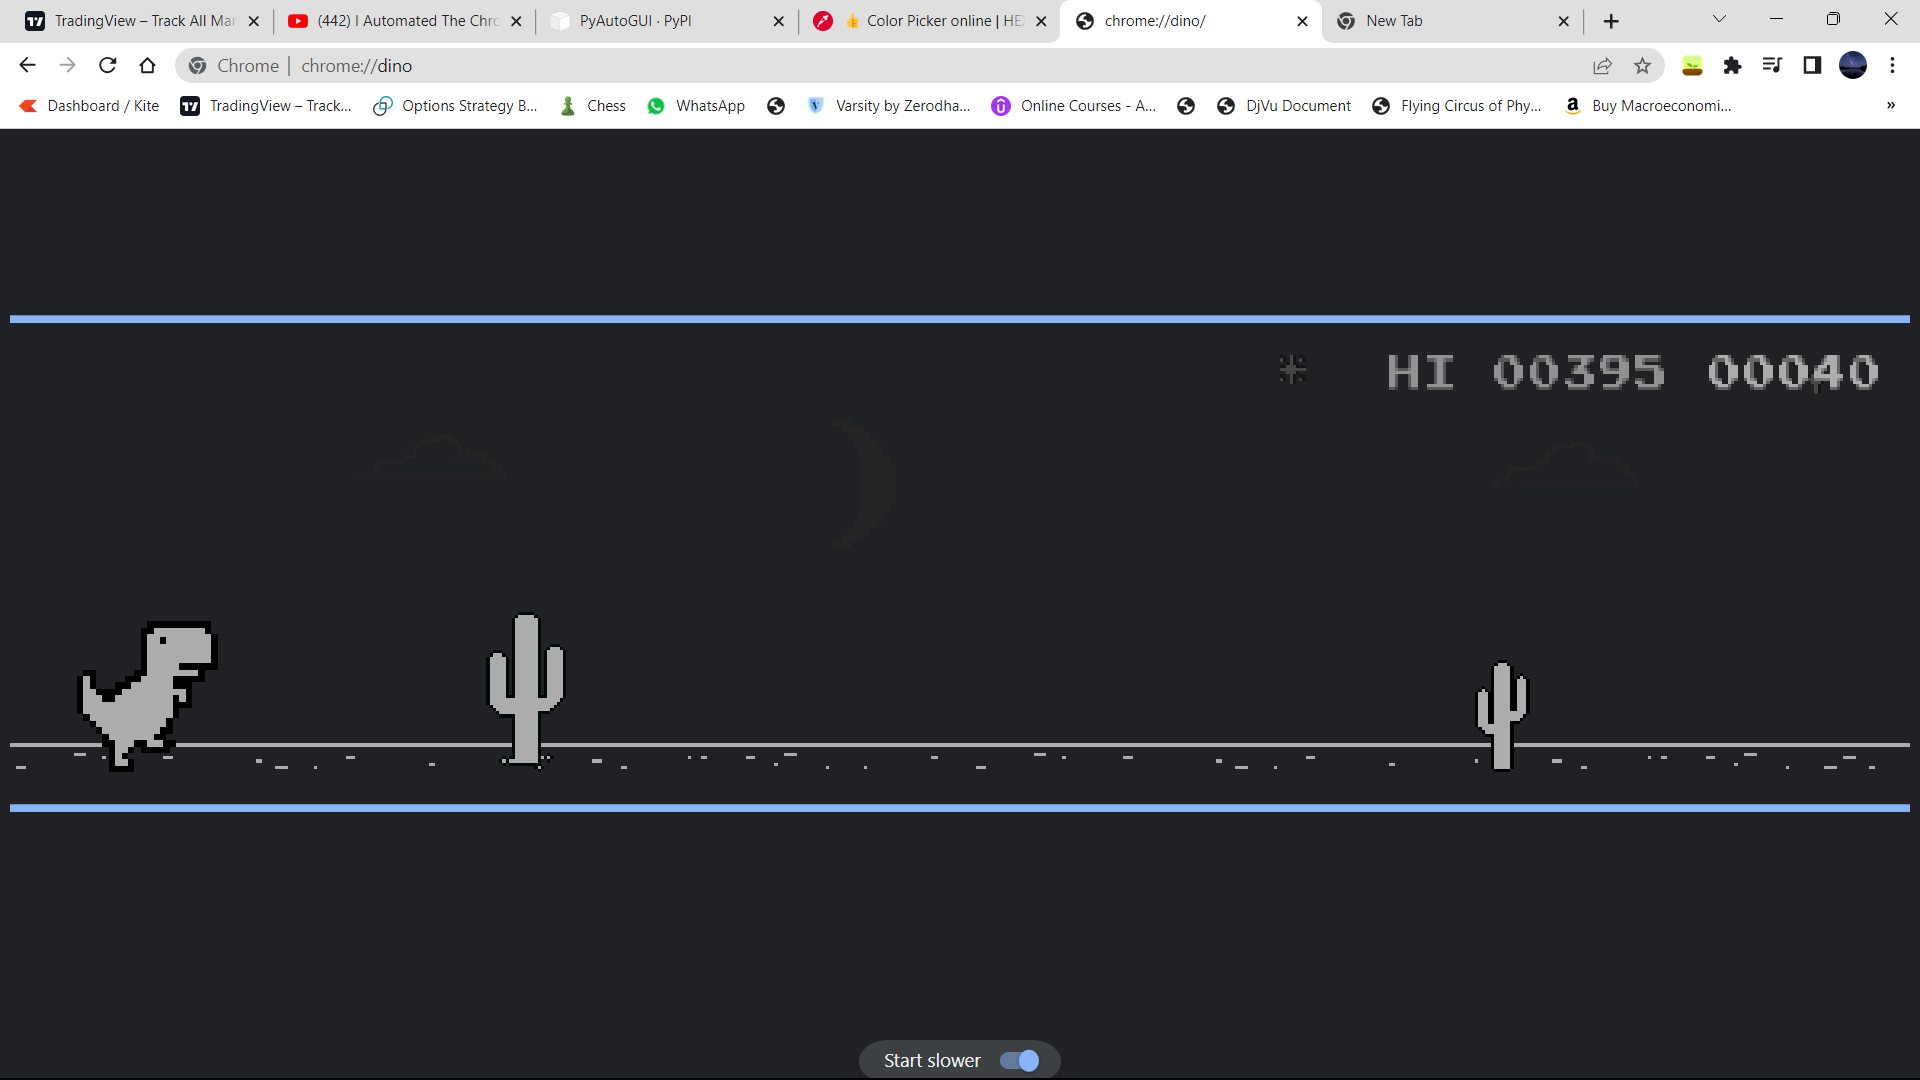 TradingView – Track All Mar
(442) I Automated The Chro
PyAutoGUI · PyPI
Color Picker online | HEX
chrome://dino/
New Tab
Chrome | chrome://dino
Dashboard / Kite
TradingView – Track...
Options Strategy B...
Chess
WhatsApp
Varsity by Zerodha...
Online Courses - A...
DjVu Document
Flying Circus of Phy...
Buy Macroeconomi...
»
HI 00395 00040
Start slower